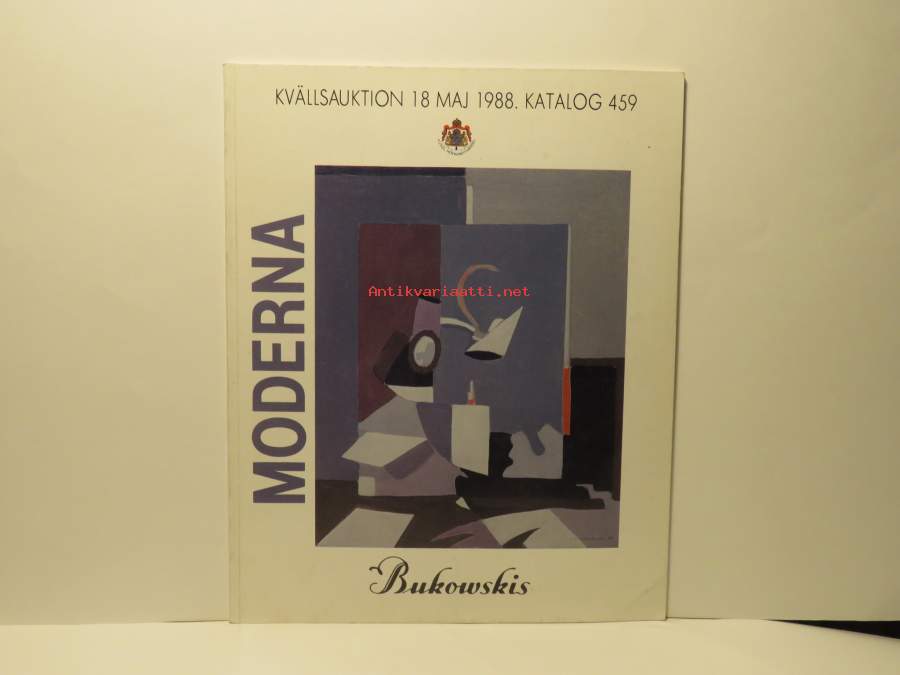 KVÄLLSAUKTION 18 MAJ 1988. KATALOG 459
MODERNA
Antikvariaatti.net
Bukowskis